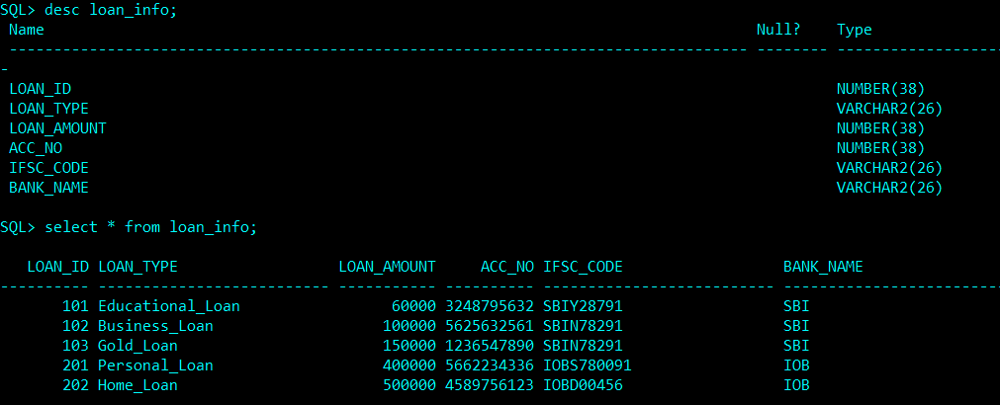 SQL> desc loan_info;
Name Null? Type
----------------------------------------------------------------------------------- -------- ------------------
-
LOAN_ID NUMBER(38)
LOAN_TYPE VARCHAR2(26)
LOAN_AMOUNT NUMBER(38)
ACC_NO NUMBER(38)
IFSC_CODE VARCHAR2(26)
BANK_NAME VARCHAR2(26)
SQL> select * from loan_info;
LOAN_ID LOAN_TYPE LOAN_AMOUNT ACC_NO IFSC_CODE BANK_NAME
---------- -------------------------- ----------- ---------- -------------------------- ------------------------
101 Educational_Loan 60000 3248795632 SBIY28791 SBI
102 Business_Loan 100000 5625632561 SBIN78291 SBI
103 Gold_Loan 150000 1236547890 SBIN78291 SBI
201 Personal_Loan 400000 5662234336 IOBS780091 IOB
202 Home_Loan 500000 4589756123 IOBD00456 IOB